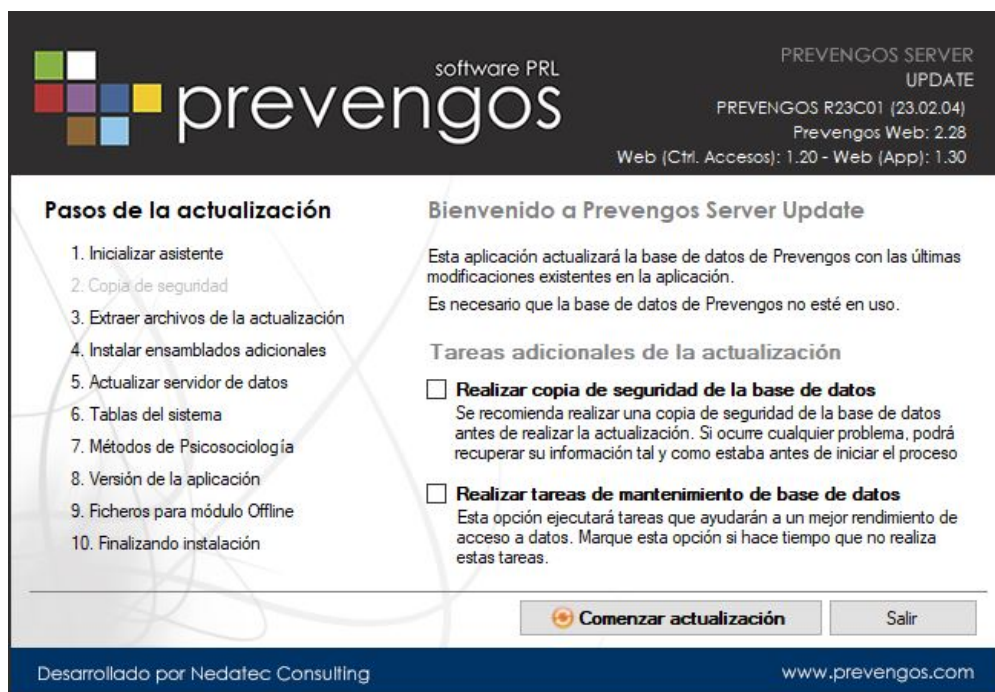 software PRL
prevengos
PREVENGOS SERVER
UPDATE
PREVENGOS R23C01 (23.02.04)
Prevengos Web: 2.28
Web (Ctrl. Accesos): 1.20 - Web (App): 1.30
Pasos de la actualización
1. Inicializar asistente
2. Copia de seguridad
3. Extraer archivos de la actualización
4. Instalar ensamblados adicionales
5. Actualizar servidor de datos
6. Tablas del sistema
7. Métodos de Psicosociología
8. Versión de la aplicación
9. Ficheros para módulo Offline
10. Finalizando instalación
Bienvenido a Prevengos Server Update
Esta aplicación actualizará la base de datos de Prevengos con las últimas
modificaciones existentes en la aplicación.
Es necesario que la base de datos de Prevengos no esté en uso.
Tareas adicionales de la actualización
Realizar copia de seguridad de la base de datos
Se recomienda realizar una copia de seguridad de la base de datos
antes de realizar la actualización. Si ocurre cualquier problema, podrá
recuperar su información tal y como estaba antes de iniciar el proceso
Realizar tareas de mantenimiento de base de datos
Esta opción ejecutará tareas que ayudarán a un mejor rendimiento de
acceso a datos. Marque esta opción si hace tiempo que no realiza
estas tareas.
Comenzar actualización
Salir
Desarrollado por Nedatec Consulting
www.prevengos.com